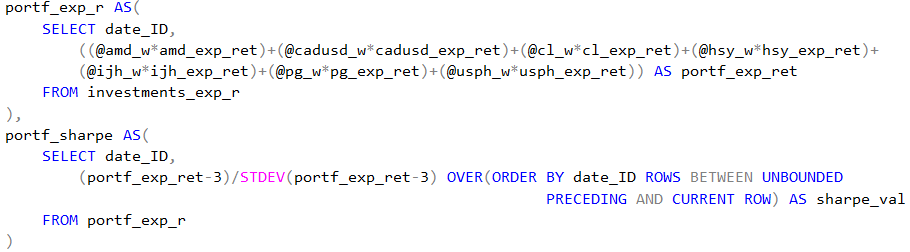 portf_exp_r AS(
SELECT date_ID,
((@amd_w*amd_exp_ret)+(@cadusd_w*cadusd_exp_ret)+(@cl_w*cl_exp_ret)+(@hsy_w*hsy_exp_ret)+
(@ijh_w*ijh_exp_ret)+(@pg_w*pg_exp_ret)+(@usph_w*usph_exp_ret)) AS portf_exp_ret
FROM investments_exp_r
),
portf_sharpe AS(
SELECT date_ID,
(portf_exp_ret-3)/STDEV(portf_exp_ret-3) OVER(ORDER BY date_ID ROWS BETWEEN UNBOUNDED
PRECEDING AND CURRENT ROW) AS sharpe_val
FROM portf_exp_r
)